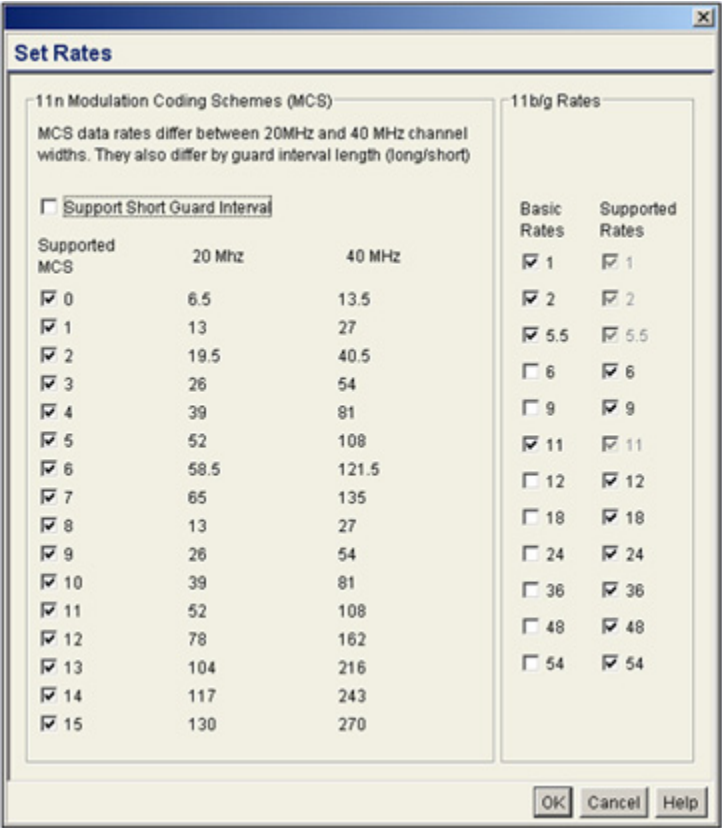 Set Rates
11n Modulation Coding Schemes (MCS)
MCS data rates differ between 20MHz and 40 MHz channel
widths. They also differ by guard interval length (long/short)
Support Short Guard Interval
Supported
MCS
20 Mhz
40 MHz
0 6.5 13.5
1 13 27
2 19.5 40.5
3 26 54
4 39 81
5 52 108
6 58.5 121.5
7 65 135
8 13 27
9 26 54
10 39 81
11 52 108
12 78 162
13 104 216
14 117 243
15 130 270
11b/g Rates
Basic
Rates
Supported
Rates
1 1
2 2
5.5 5.5
6 6
9 9
11 11
12 12
18 18
24 24
36 36
48 48
54 54
OK Cancel Help